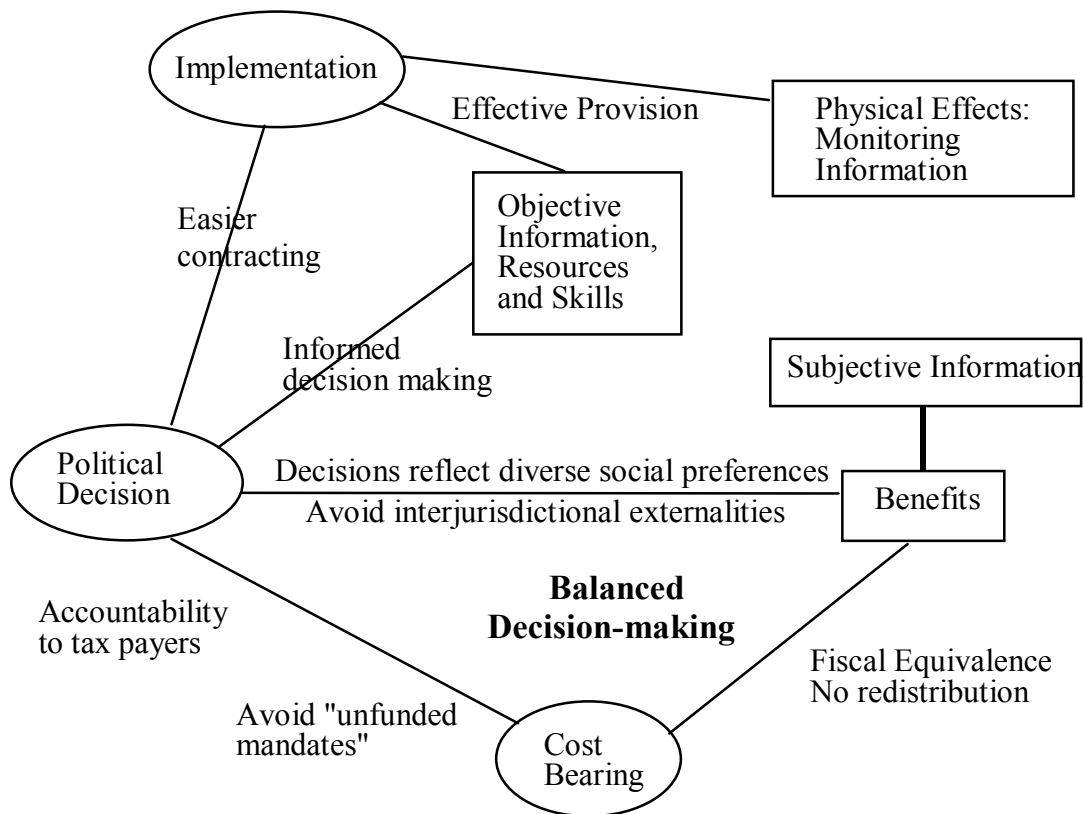 Implementation
Effective Provision
Physical Effects:
Monitoring
Information
Easier
contracting
Objective
Information,
Resources
and Skills
Informed
decision making
Subjective Information
Political
Decision
Decisions reflect diverse social preferences
Avoid interjurisdictional externalities
Benefits
Balanced
Decision-making
Accountability
to tax payers
Fiscal Equivalence
No redistribution
Avoid "unfunded
mandates"
Cost
Bearing